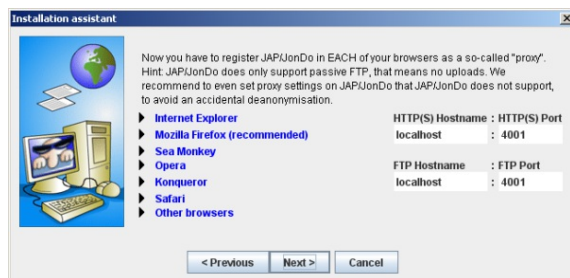 Installation assistant
Now you have to register JAP/JonDo in EACH of your browsers as a so-called "proxy".
Hint: JAP/JonDo does only support passive FTP, that means no uploads. We
recommend to even set proxy settings on JAP/JonDo that JAP/JonDo does not support,
to avoid an accidental deanonymisation.
Internet Explorer
HTTP(S) Hostname : HTTP(S) Port
Mozilla Firefox (recommended)
localhost : 4001
Sea Monkey
Opera
FTP Hostname : FTP Port
Konqueror
localhost : 4001
Safari
Other browsers
< Previous
Next >
Cancel